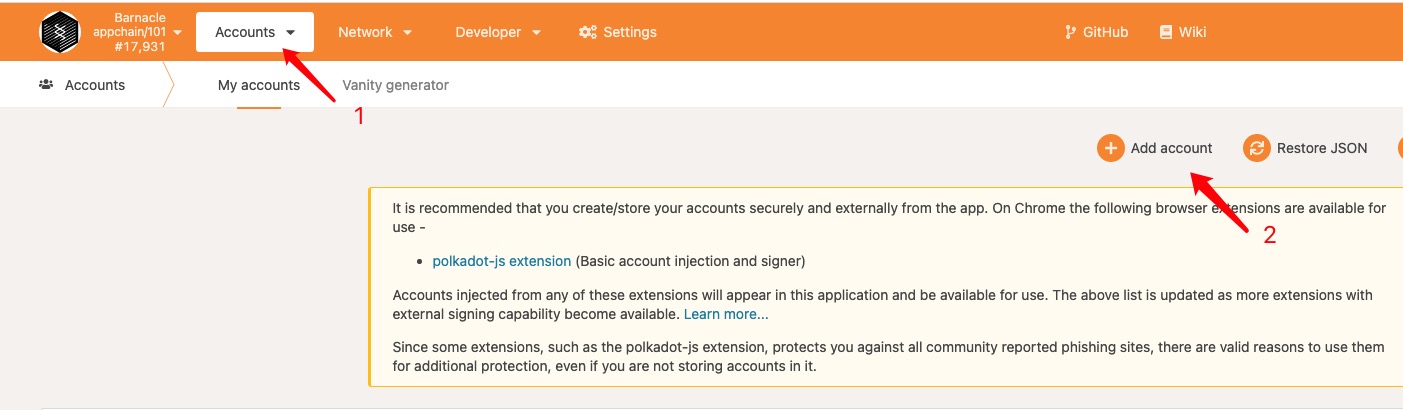 Barnacle
appchain/101
#17,931
Accounts
Network
Developer
Settings
GitHub
Wiki
Accounts
My accounts
Vanity generator
1
Add account
Restore JSON
It is recommended that you create/store your accounts securely and externally from the app. On Chrome the following browser extensions are available for
use -
• polkadot-js extension (Basic account injection and signer)
2
Accounts injected from any of these extensions will appear in this application and be available for use. The above list is updated as more extensions with
external signing capability become available. Learn more...
Since some extensions, such as the polkadot-js extension, protects you against all community reported phishing sites, there are valid reasons to use them
for additional protection, even if you are not storing accounts in it.